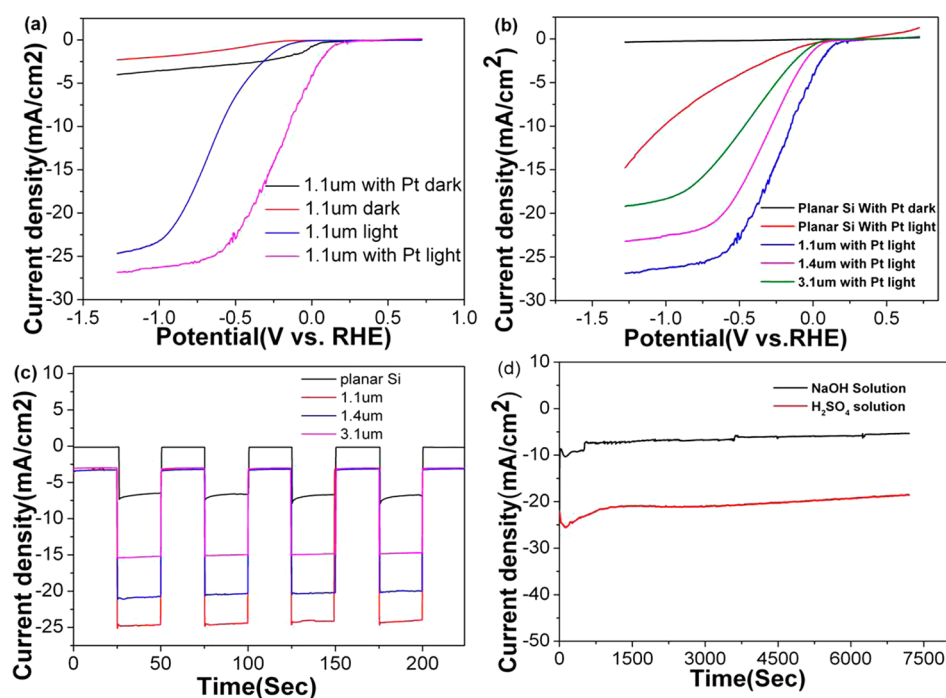 (a)
Current density(mA/cm2)
0
-5
-10
-15
-20
-25
-30
-1.5 -1.0 -0.5 0.0 0.5 1.0
Potential(V vs. RHE)
1.1um with Pt dark
1.1um dark
1.1um light
1.1um with Pt light
(b)
Current density(mA/cm²)
0
-5
-10
-15
-20
-25
-30
-1.5 -1.0 -0.5 0.0 0.5
Potential(V vs.RHE)
Planar Si With Pt dark
Planar Si With Pt light
1.1um with Pt light
1.4um with Pt light
3.1um with Pt light
(c)
Current density(mA/cm2)
10
5
0
-5
-10
-15
-20
-25
0 50 100 150 200
Time(Sec)
planar Si
1.1um
1.4um
3.1um
(d)
Current density(mA/cm²)
10
0
-10
-20
-30
-40
-50
0 1500 3000 4500 6000 7500
Time(Sec)
NaOH Solution
H₂SO₄ solution